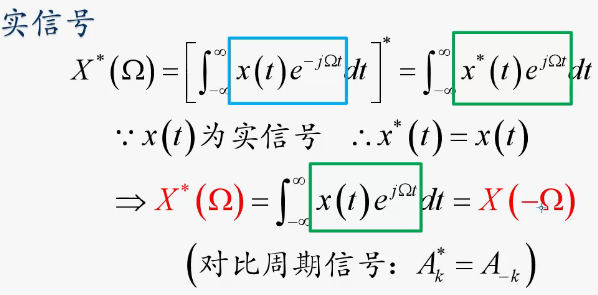 实信号
X*(Ω) = [∫_{-∞}^{∞} x(t)e^{-jΩt}dt]* = ∫_{-∞}^{∞} x*(t)e^{jΩt}dt
∵ x(t)为实信号 ∴ x*(t) = x(t)
⇒ X*(Ω) = ∫_{-∞}^{∞} x(t)e^{jΩt}dt = X(-Ω)
(对比周期信号：A_k^* = A_{-k})